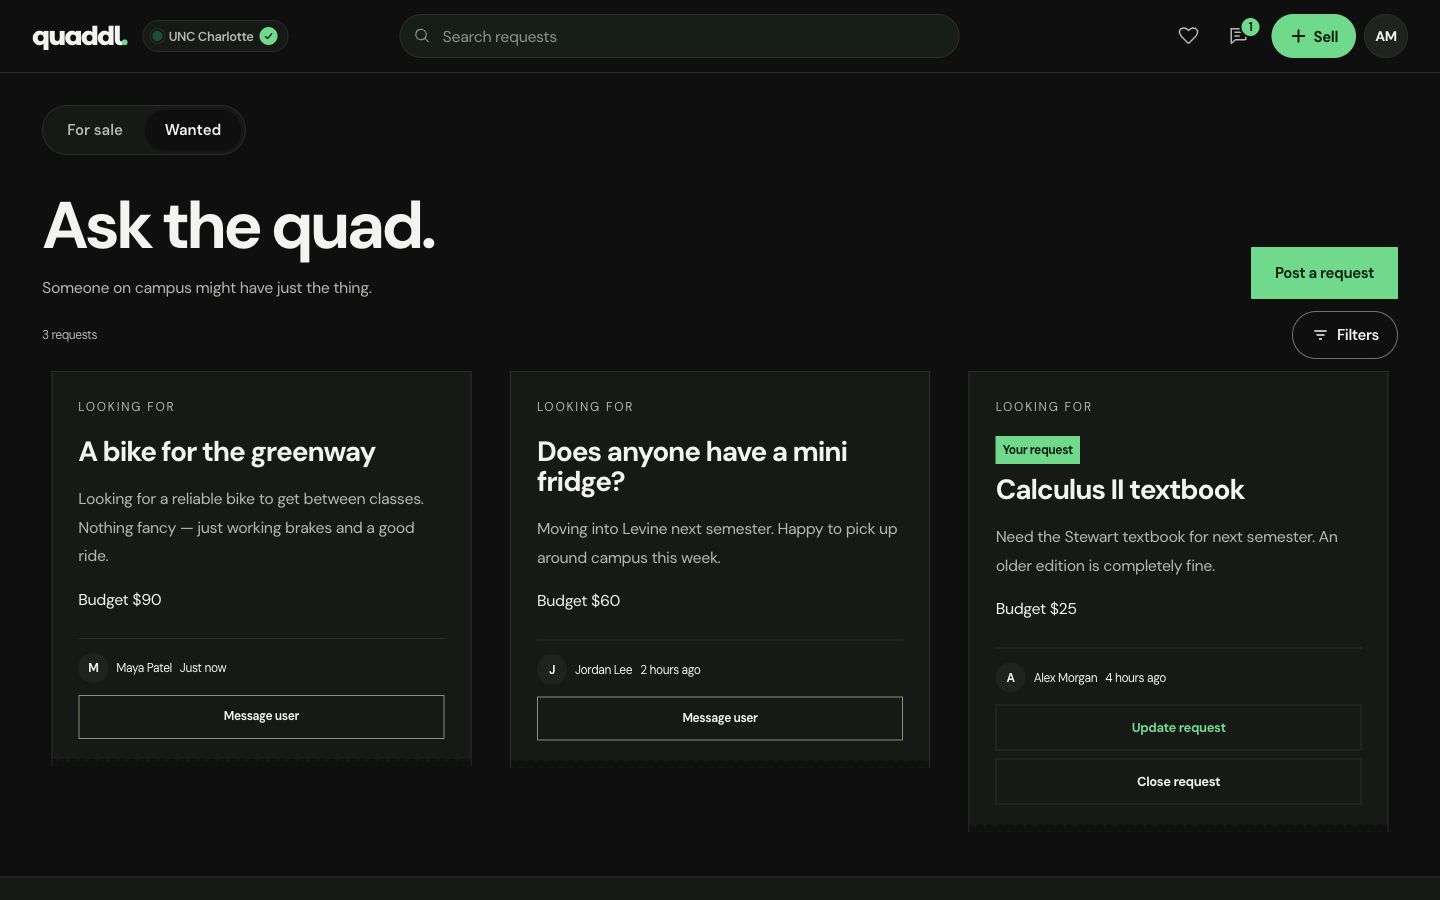 quaddl.
UNC Charlotte
Search requests
1
Sell
AM
For sale
Wanted
Ask the quad.
Someone on campus might have just the thing.
Post a request
3 requests
Filters
LOOKING FOR
A bike for the greenway
Looking for a reliable bike to get between classes.
Nothing fancy — just working brakes and a good
ride.
Budget $90
M
Maya Patel Just now
Message user
LOOKING FOR
Does anyone have a mini
fridge?
Moving into Levine next semester. Happy to pick up
around campus this week.
Budget $60
J
Jordan Lee 2 hours ago
Message user
LOOKING FOR
Your request
Calculus II textbook
Need the Stewart textbook for next semester. An
older edition is completely fine.
Budget $25
A
Alex Morgan 4 hours ago
Update request
Close request